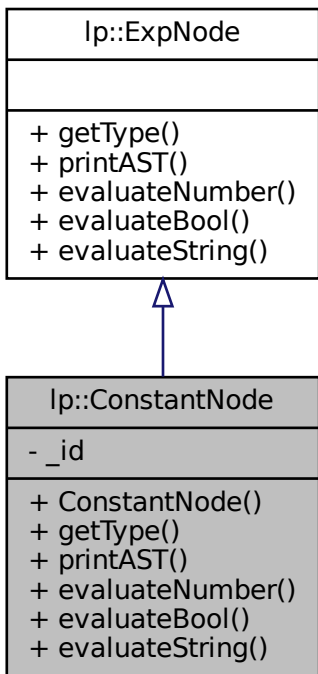 lp::ExpNode
+ getType()
+ printAST()
+ evaluateNumber()
+ evaluateBool()
+ evaluateString()
lp::ConstantNode
- _id
+ ConstantNode()
+ getType()
+ printAST()
+ evaluateNumber()
+ evaluateBool()
+ evaluateString()